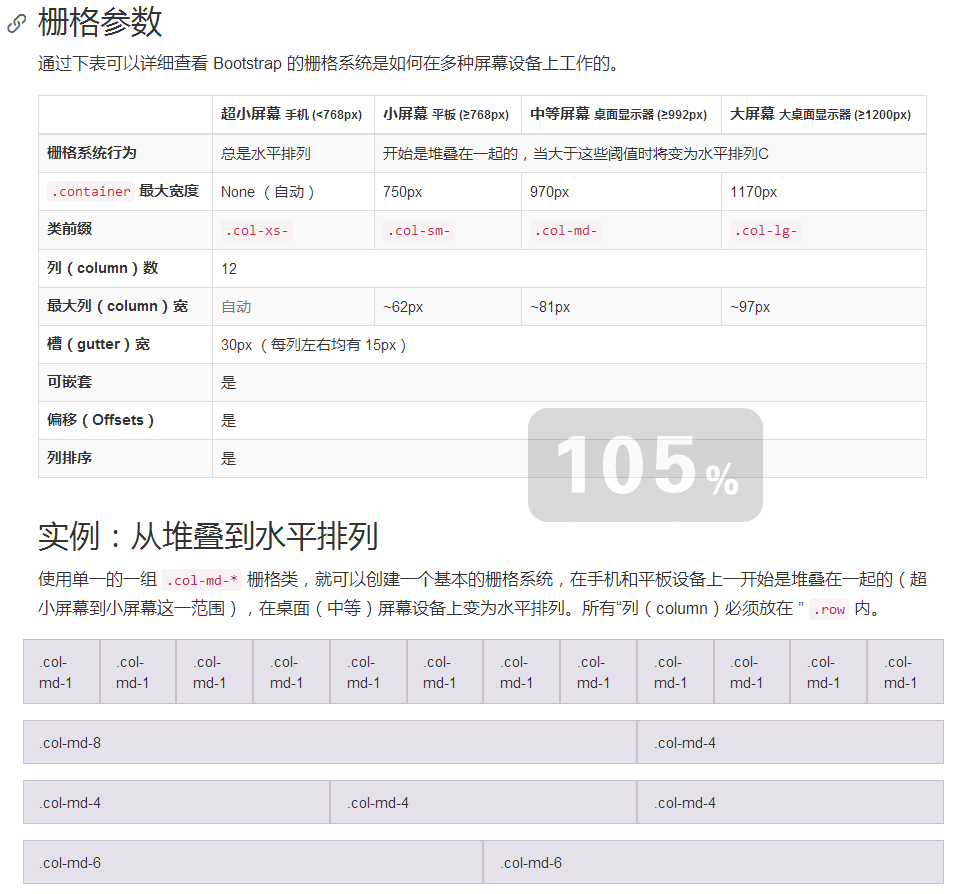 栅格参数
通过下表可以详细查看 Bootstrap 的栅格系统是如何在多种屏幕设备上工作的。
超小屏幕 手机 (<768px) 小屏幕 平板 (≥768px) 中等屏幕 桌面显示器 (≥992px) 大屏幕 大桌面显示器 (≥1200px)
栅格系统行为 总是水平排列 开始是堆叠在一起的，当大于这些阈值时将变为水平排列C
.container 最大宽度 None （自动） 750px 970px 1170px
类前缀 .col-xs- .col-sm- .col-md- .col-lg-
列（column）数 12
最大列（column）宽 自动 ~62px ~81px ~97px
槽（gutter）宽 30px （每列左右均有 15px）
可嵌套 是
偏移（Offsets） 是
列排序 是
105%
实例：从堆叠到水平排列
使用单一的一组 .col-md-* 栅格类，就可以创建一个基本的栅格系统，在手机和平板设备上一开始是堆叠在一起的（超
小屏幕到小屏幕这一范围），在桌面（中等）屏幕设备上变为水平排列。所有“列（column）必须放在 ” .row 内。
.col- .col- .col- .col- .col- .col- .col- .col- .col- .col- .col- .col-
md-1 md-1 md-1 md-1 md-1 md-1 md-1 md-1 md-1 md-1 md-1 md-1
.col-md-8 .col-md-4
.col-md-4 .col-md-4 .col-md-4
.col-md-6 .col-md-6